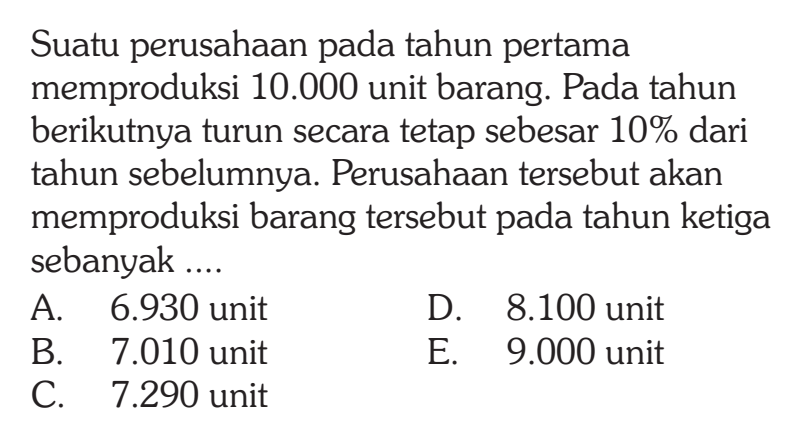 Suatu perusahaan pada tahun pertama
memproduksi 10.000 unit barang. Pada tahun
berikutnya turun secara tetap sebesar 10% dari
tahun sebelumnya. Perusahaan tersebut akan
memproduksi barang tersebut pada tahun ketiga
sebanyak ....
A. 6.930 unit D. 8.100 unit
B. 7.010 unit E. 9.000 unit
C. 7.290 unit